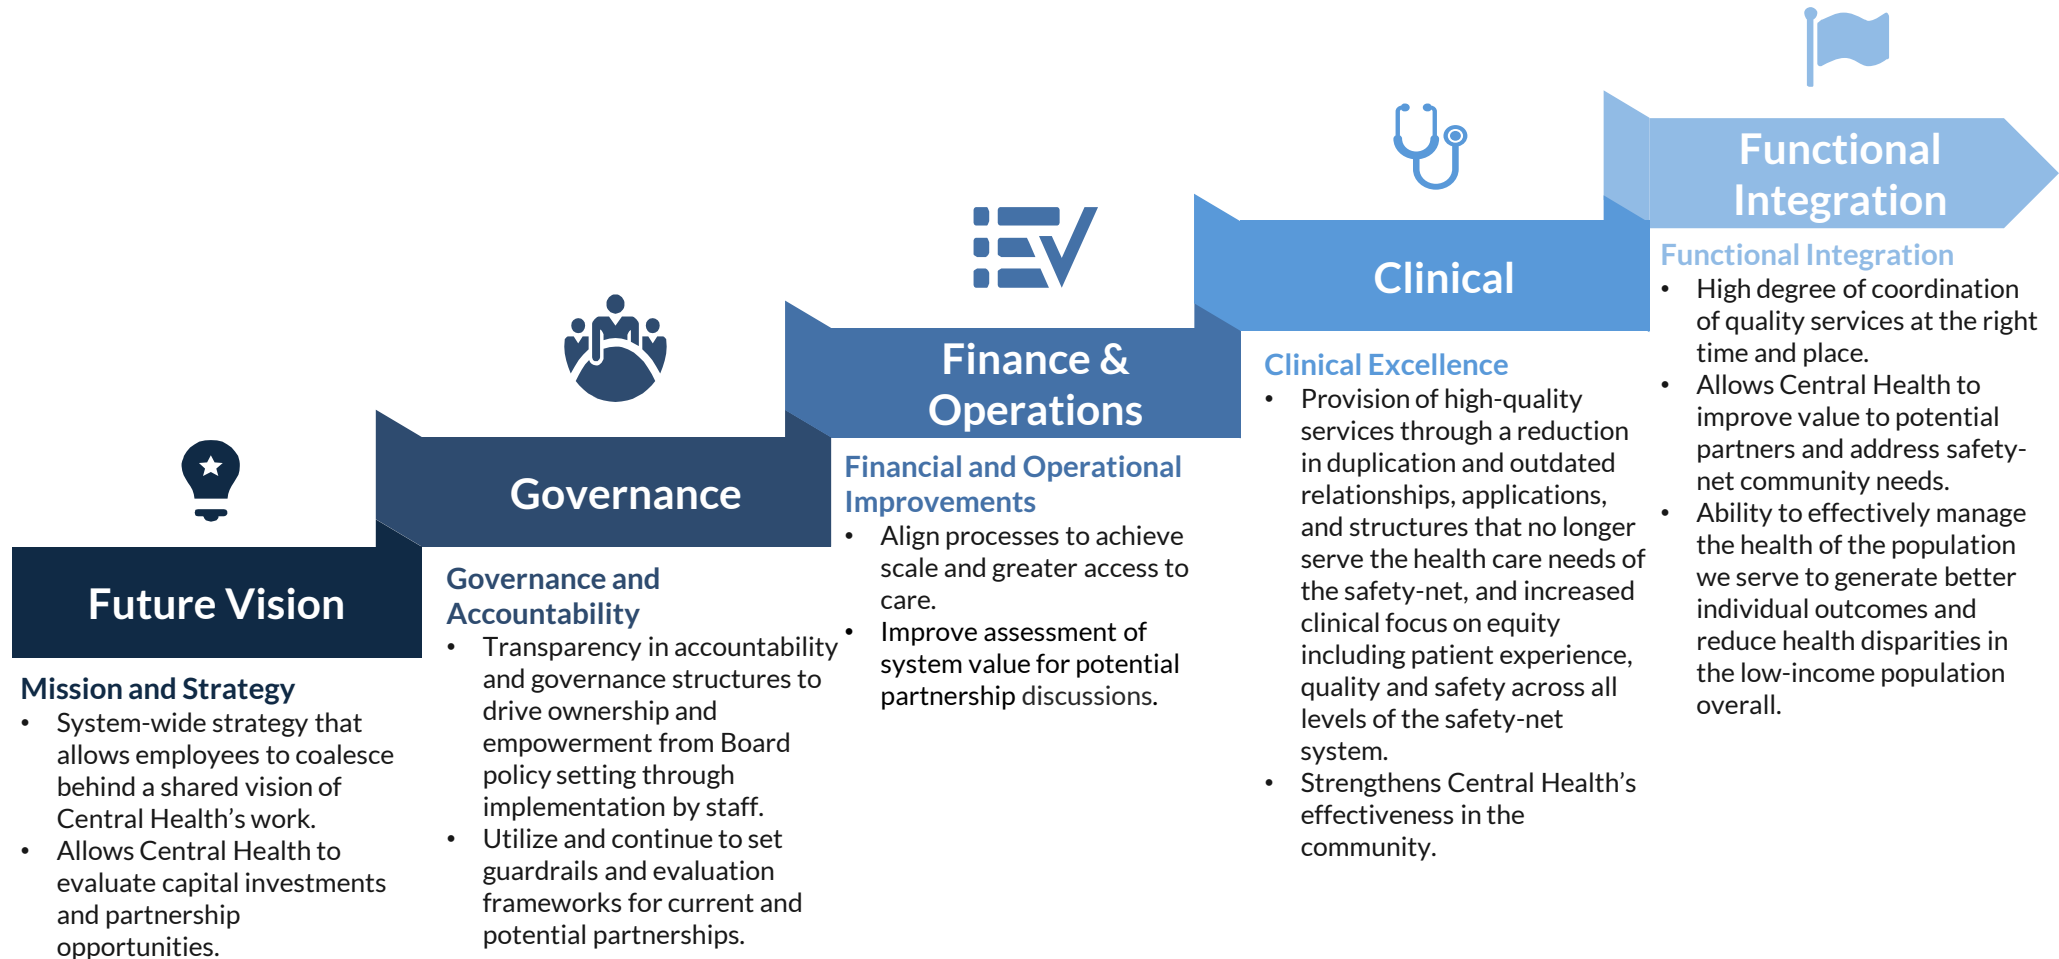 Future Vision
Mission and Strategy
• System-wide strategy that
allows employees to coalesce
behind a shared vision of
Central Health’s work.
• Allows Central Health to
evaluate capital investments
and partnership
opportunities.
Governance
Governance and
Accountability
• Transparency in accountability
and governance structures to
drive ownership and
empowerment from Board
policy setting through
implementation by staff.
• Utilize and continue to set
guardrails and evaluation
frameworks for current and
potential partnerships.
Finance &
Operations
Financial and Operational
Improvements
• Align processes to achieve
scale and greater access to
care.
• Improve assessment of
system value for potential
partnership discussions.
Clinical
Clinical Excellence
• Provision of high-quality
services through a reduction
in duplication and outdated
relationships, applications,
and structures that no longer
serve the health care needs of
the safety-net, and increased
clinical focus on equity
including patient experience,
quality and safety across all
levels of the safety-net
system.
• Strengthens Central Health’s
effectiveness in the
community.
Functional
Integration
Functional Integration
• High degree of coordination
of quality services at the right
time and place.
• Allows Central Health to
improve value to potential
partners and address safety-
net community needs.
• Ability to effectively manage
the health of the population
we serve to generate better
individual outcomes and
reduce health disparities in
the low-income population
overall.